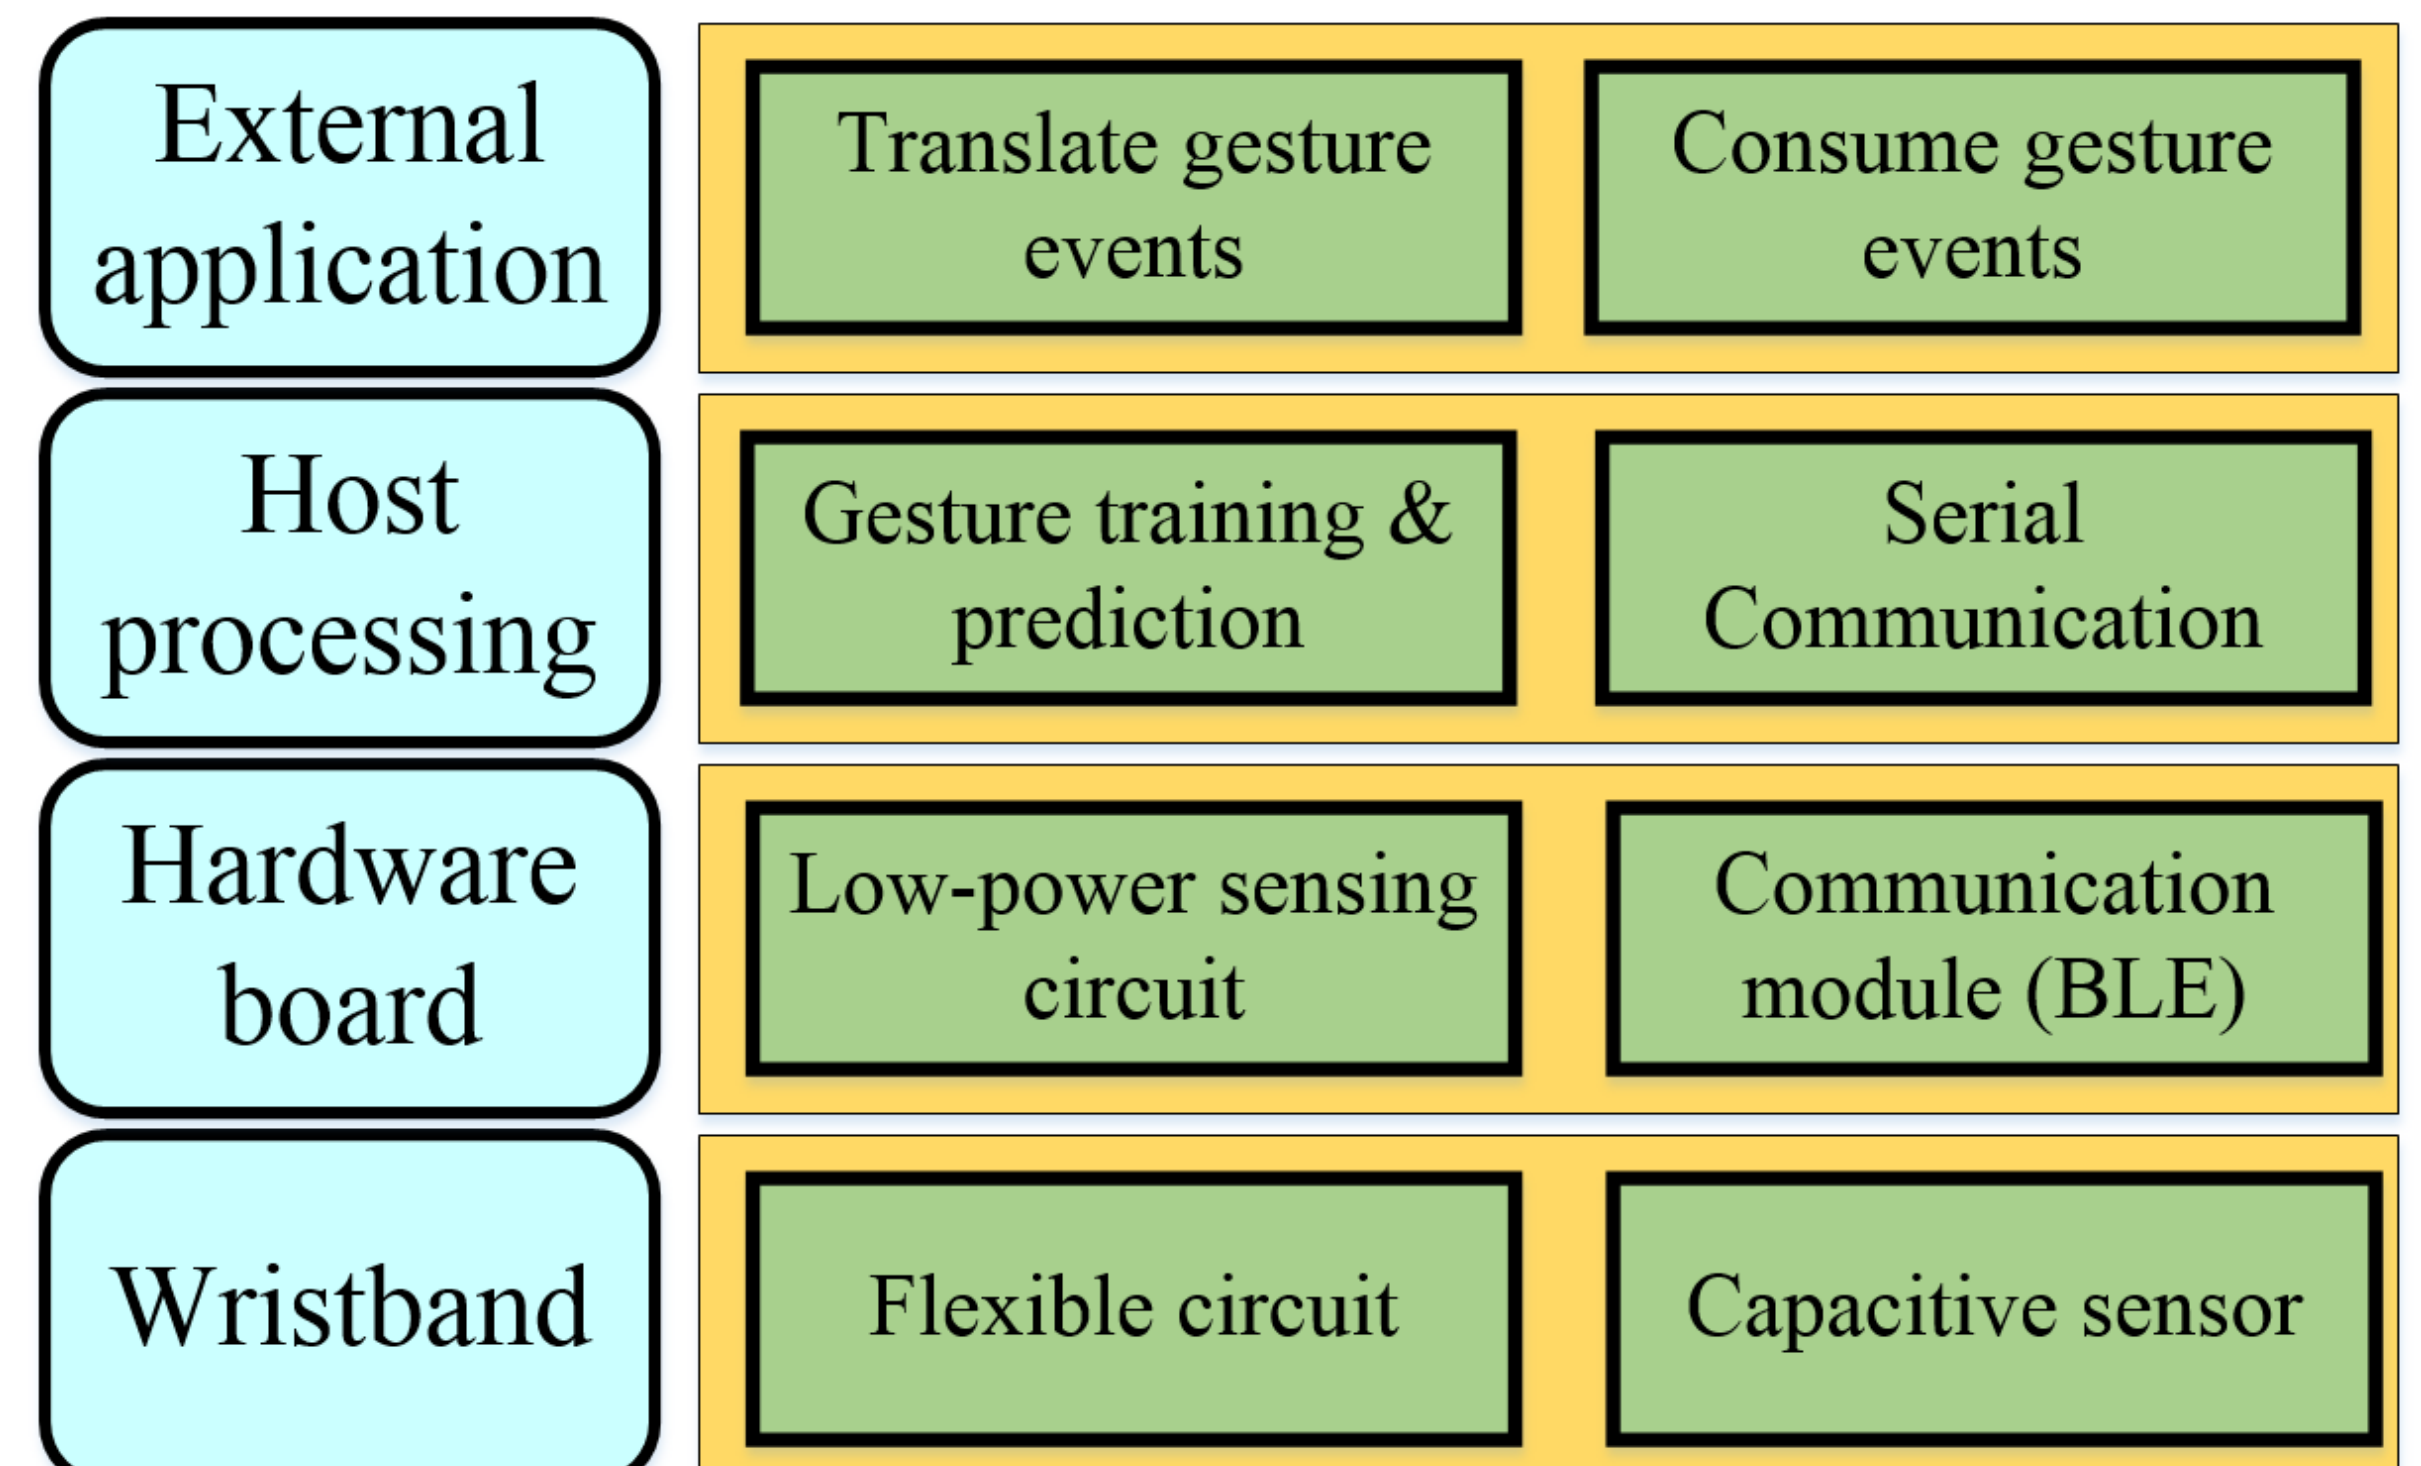 External
application
Translate gesture
events
Consume gesture
events
Host
processing
Gesture training &
prediction
Serial
Communication
Hardware
board
Low-power sensing
circuit
Communication
module (BLE)
Wristband
Flexible circuit
Capacitive sensor